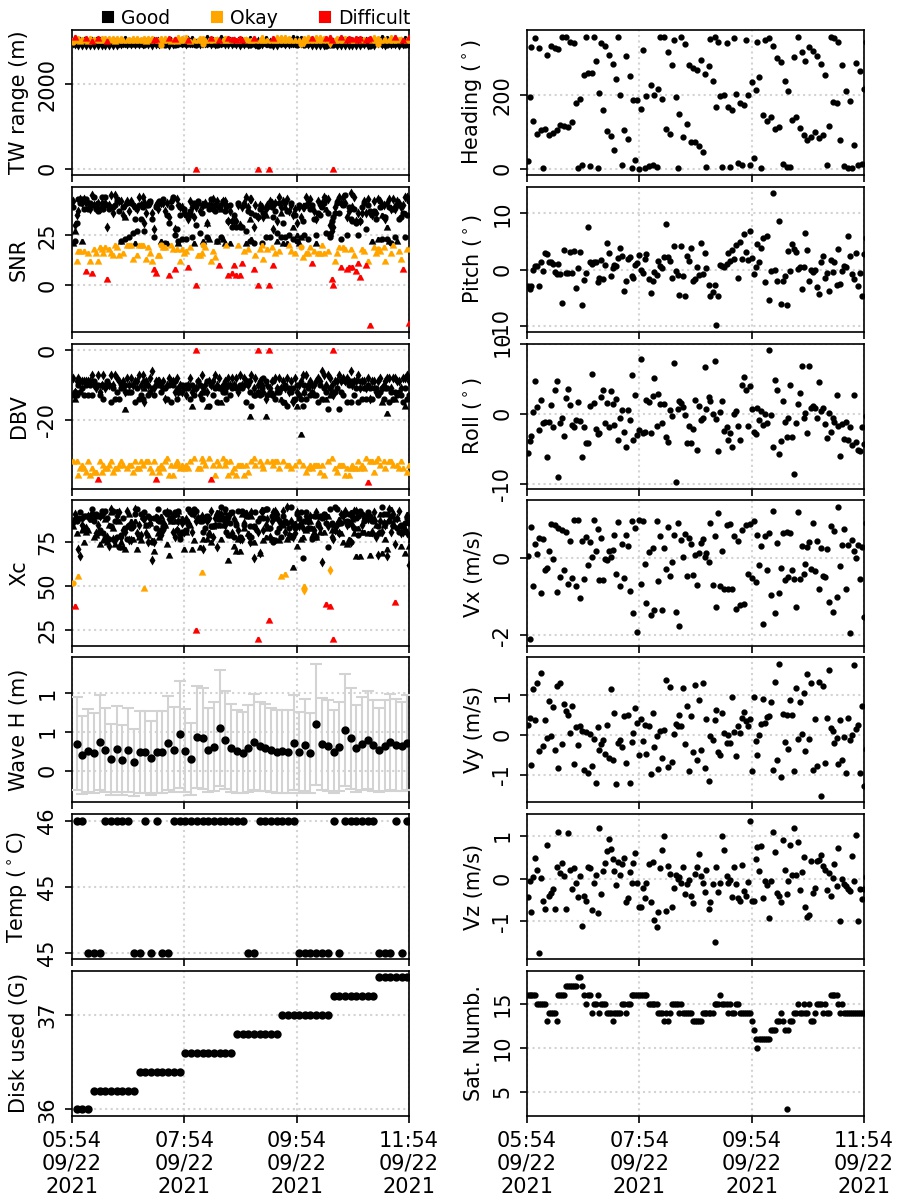 Good Okay Difficult
TW range (m)
2000
0
Heading (°)
200
0
SNR
25
0
Pitch (°)
10
0
-10
DBV
0
-20
Roll (°)
10
0
-10
Xc
75
50
25
Vx (m/s)
0
-2
Wave H (m)
1
1
0
Vy (m/s)
1
0
-1
Temp (°C)
46
45
45
Vz (m/s)
1
0
-1
Disk used (G)
37
36
Sat. Numb.
15
10
5
05:54 07:54 09:54 11:54
09/22 09/22 09/22 09/22
2021 2021 2021 2021
05:54 07:54 09:54 11:54
09/22 09/22 09/22 09/22
2021 2021 2021 2021